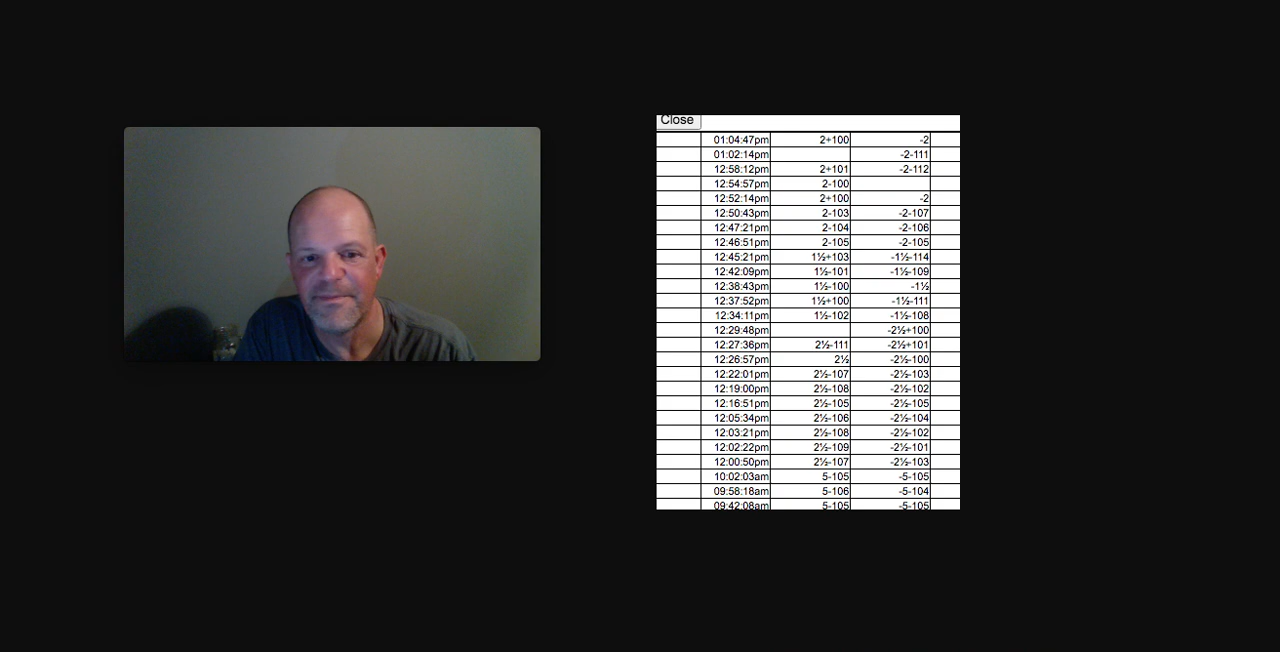 Close
01:04:47pm 2+100 -2
01:02:14pm -2-111
12:58:12pm 2+101 -2-112
12:54:57pm 2-100
12:52:14pm 2+100 -2
12:50:43pm 2-103 -2-107
12:47:21pm 2-104 -2-106
12:46:51pm 2-105 -2-105
12:45:21pm 1½+103 -1½-114
12:42:09pm 1½-101 -1½-109
12:38:43pm 1½-100 -1½
12:37:52pm 1½+100 -1½-111
12:34:11pm 1½-102 -1½-108
12:29:48pm -2½+100
12:27:36pm 2½-111 -2½+101
12:26:57pm 2½ -2½-100
12:22:01pm 2½-107 -2½-103
12:19:00pm 2½-108 -2½-102
12:16:51pm 2½-105 -2½-105
12:05:34pm 2½-106 -2½-104
12:03:21pm 2½-108 -2½-102
12:02:22pm 2½-109 -2½-101
12:00:50pm 2½-107 -2½-103
10:02:03am 5-105 -5-105
09:58:18am 5-106 -5-104
09:42:08am 5-105 -5-105